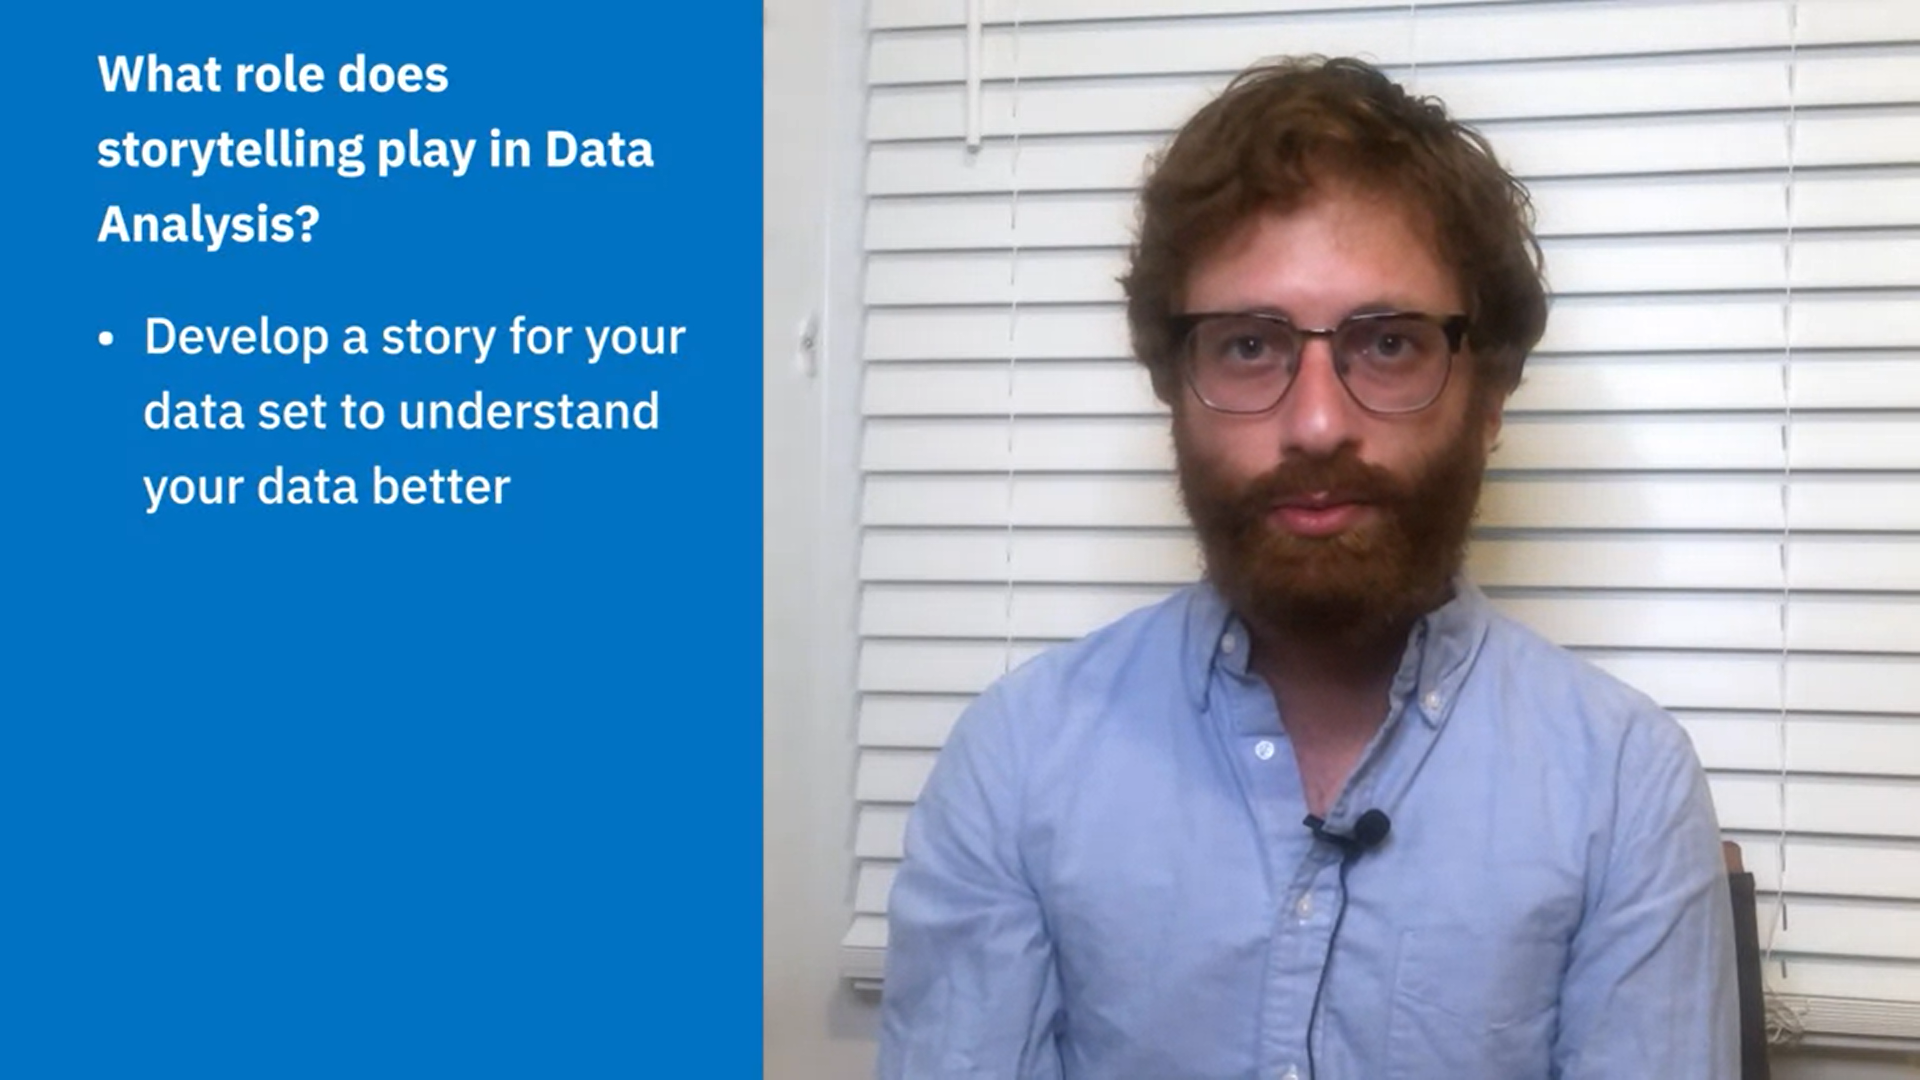 What role does
storytelling play in Data
Analysis?
• Develop a story for your
data set to understand
your data better